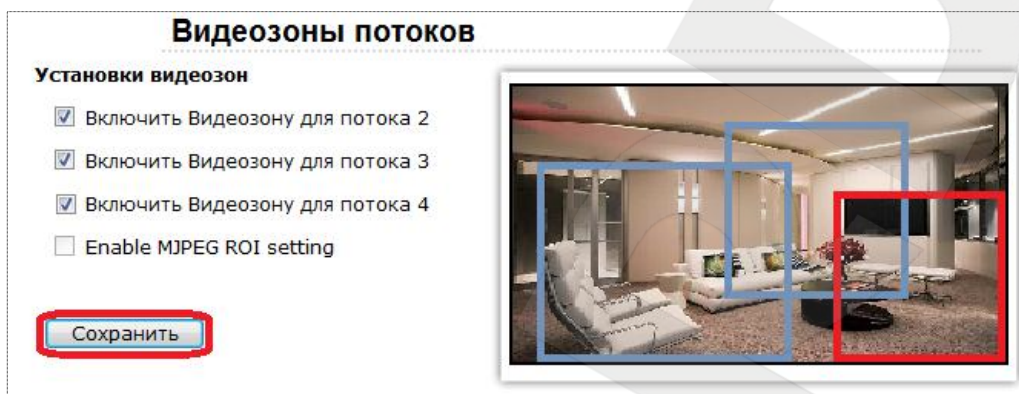 Видеозоны потоков
Установки видеозон
Включить Видеозону для потока 2
Включить Видеозону для потока 3
Включить Видеозону для потока 4
Enable MJPEG ROI setting
Сохранить